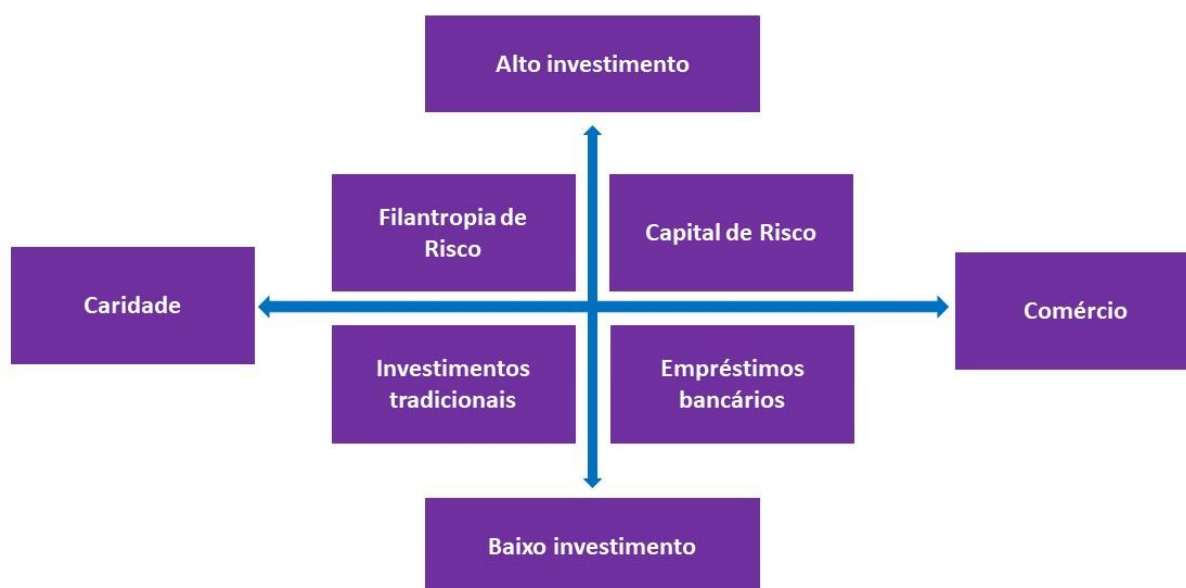 Alto investimento
Filantropia de
Risco
Capital de Risco
Caridade
Comércio
Investimentos
tradicionais
Empréstimos
bancários
Baixo investimento